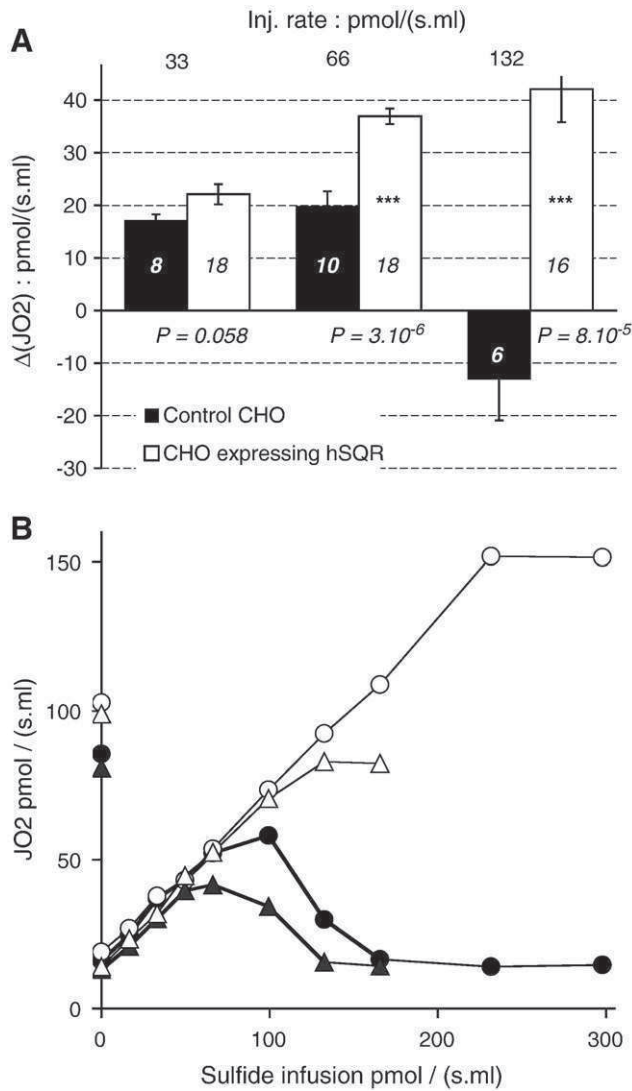 Inj. rate : pmol/(s.ml)
A
33 66 132
Δ(JO2) : pmol/(s.ml)
40
30
20
10
0
-10
-20
-30
*** ***
8 18 10 18 16
6
P = 0.058 P = 3.10-6 P = 8.10-5
Control CHO
CHO expressing hSQR
B
JO2 pmol / (s.ml)
150
100
50
0
0 100 200 300
Sulfide infusion pmol / (s.ml)